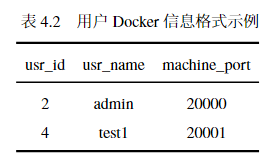 表 4.2 用户 Docker 信息格式示例
usr_id usr_name machine_port
2 admin 20000
4 test1 20001